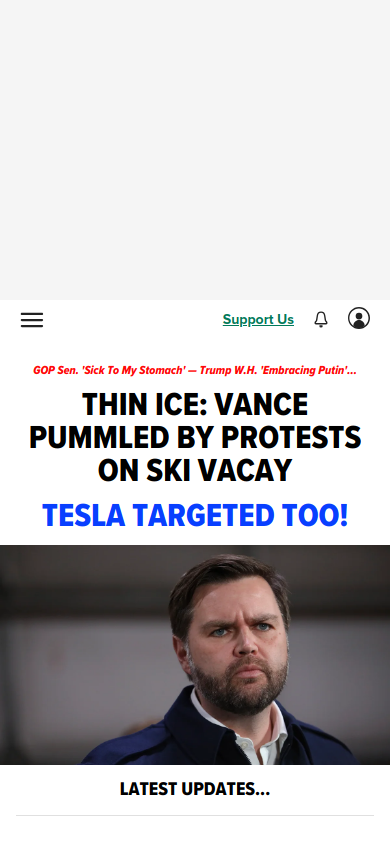 Support Us
GOP Sen. 'Sick To My Stomach' — Trump W.H. 'Embracing Putin'...
THIN ICE: VANCE
PUMMLED BY PROTESTS
ON SKI VACAY
TESLA TARGETED TOO!
LATEST UPDATES...